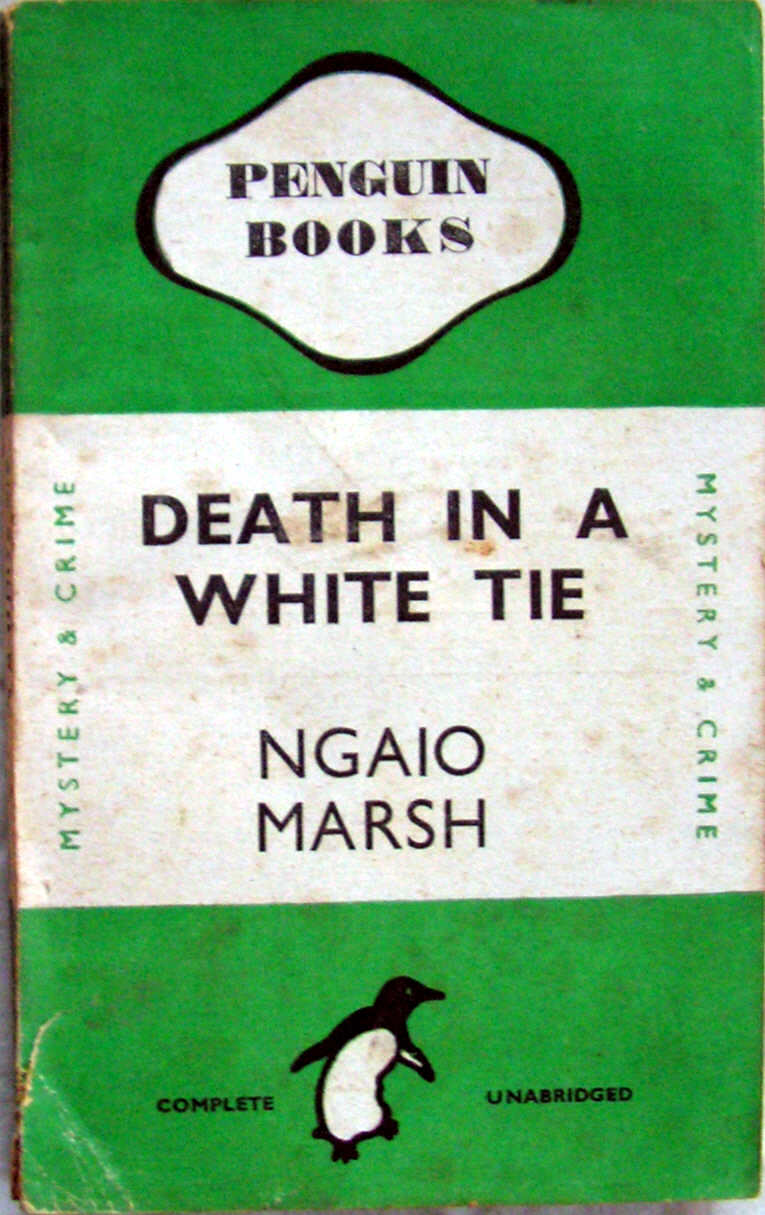 PENGUIN
BOOKS
MYSTERY & CRIME
DEATH IN A
WHITE TIE
NGAIO
MARSH
MYSTERY & CRIME
COMPLETE
UNABRIDGED